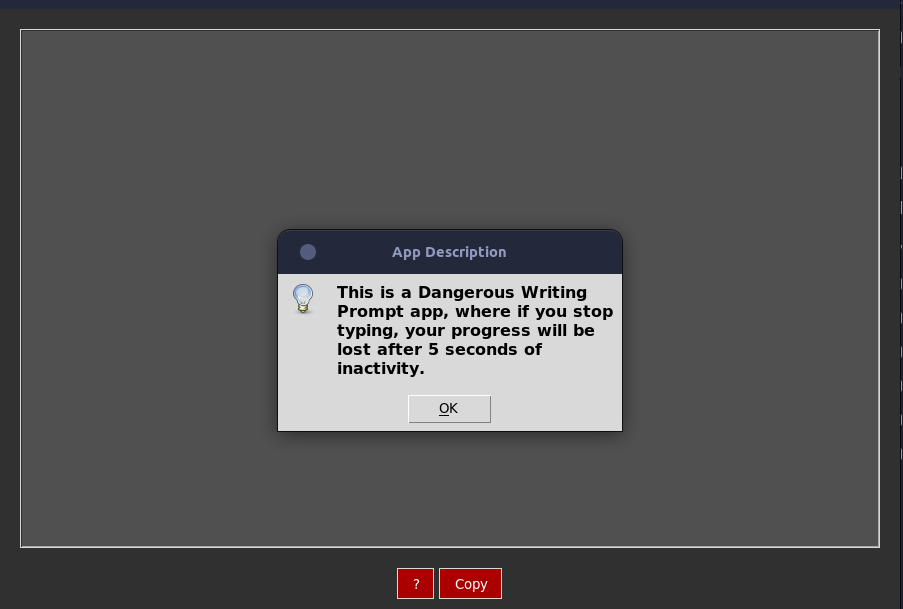 App Description
This is a Dangerous Writing
Prompt app, where if you stop
typing, your progress will be
lost after 5 seconds of
inactivity.
OK
? Copy